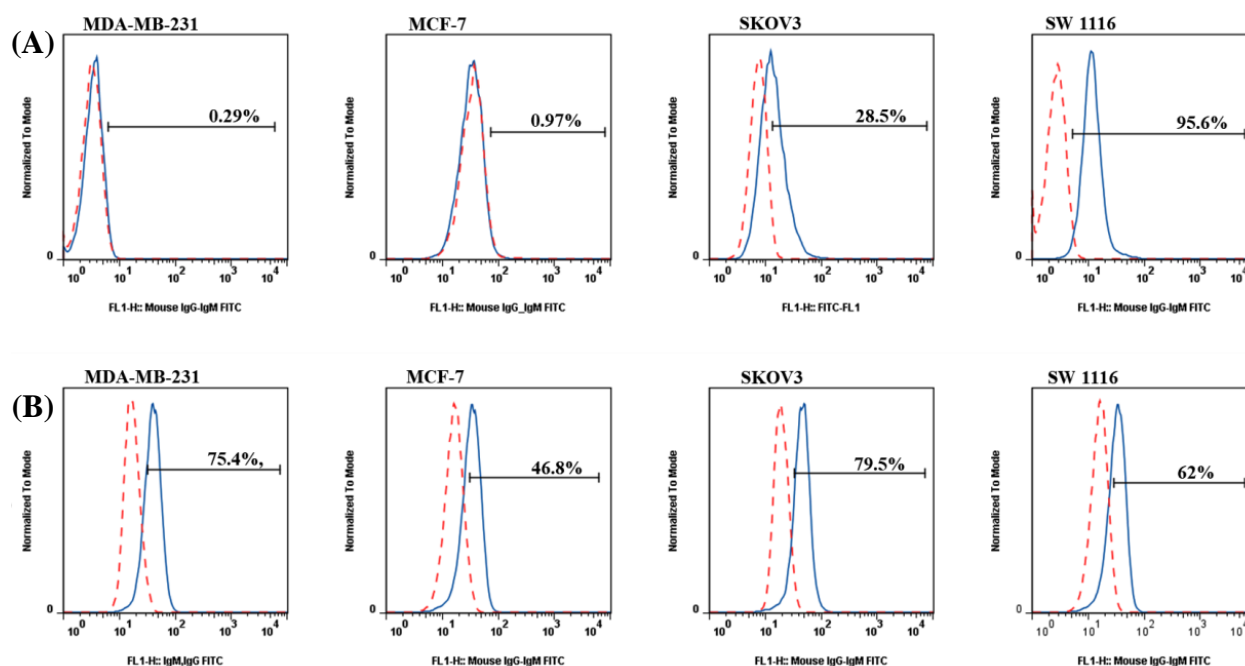 (A)
MDA-MB-231
0.29%
Normalized To Mode
0
10⁰ 10¹ 10² 10³ 10⁴
FL1-H:: Mouse IgG-IgM FITC
MCF-7
0.97%
Normalized To Mode
0
10⁰ 10¹ 10² 10³ 10⁴
FL1-H:: Mouse IgG_IgM FITC
SKOV3
28.5%
Normalized To Mode
0
10⁰ 10¹ 10² 10³ 10⁴
FL1-H:: FITC-FL1
SW 1116
95.6%
Normalized To Mode
0
10⁰ 10¹ 10² 10³ 10⁴
FL1-H:: Mouse IgG-IgM FITC
(B)
MDA-MB-231
75.4%,
Normalized To Mode
0
10⁰ 10¹ 10² 10³ 10⁴
FL1-H:: IgM,IgG FITC
MCF-7
46.8%
Normalized To Mode
0
10⁰ 10¹ 10² 10³ 10⁴
FL1-H:: Mouse IgG-IgM FITC
SKOV3
79.5%
Normalized To Mode
0
10⁰ 10¹ 10² 10³ 10⁴
FL1-H:: Mouse IgG-IgM FITC
SW 1116
62%
Normalized To Mode
0
10⁰ 10¹ 10² 10³ 10⁴
FL1-H:: Mouse IgG-IgM FITC